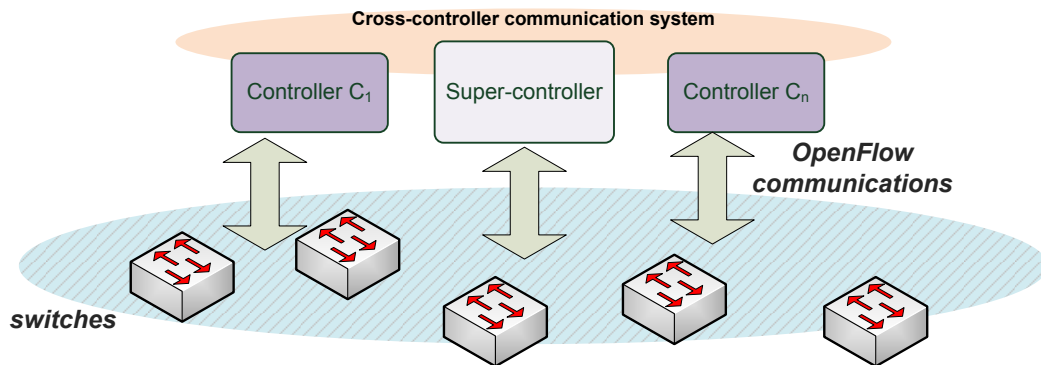 Cross-controller communication system
Controller C₁
Super-controller
Controller Cₙ
OpenFlow
communications
switches